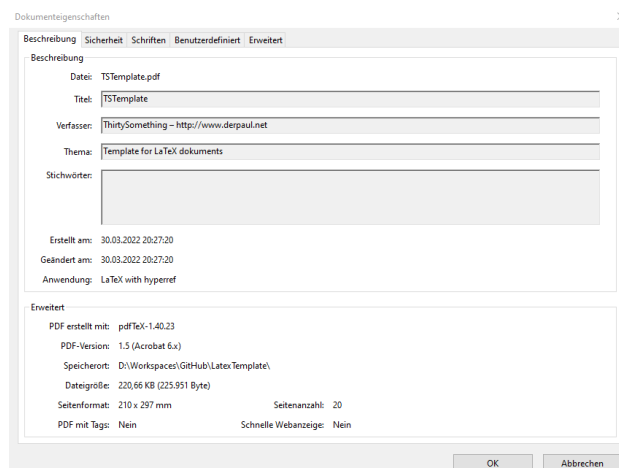 Dokumenteigenschaften
Beschreibung Sicherheit Schriften Benutzerdefiniert Erweitert
Beschreibung
Datei: TSTemplate.pdf
Titel: TSTemplate
Verfasser: ThirtySomething – http://www.derpaul.net
Thema: Template for LaTeX dokuments
Stichwörter:
Erstellt am: 30.03.2022 20:27:20
Geändert am: 30.03.2022 20:27:20
Anwendung: LaTeX with hyperref
Erweitert
PDF erstellt mit: pdfTeX-1.40.23
PDF-Version: 1.5 (Acrobat 6.x)
Speicherort: D:\Workspaces\GitHub\LatexTemplate\
Dateigröße: 220,66 KB (225.951 Byte)
Seitenformat: 210 x 297 mm Seitenanzahl: 20
PDF mit Tags: Nein Schnelle Webanzeige: Nein
OK Abbrechen